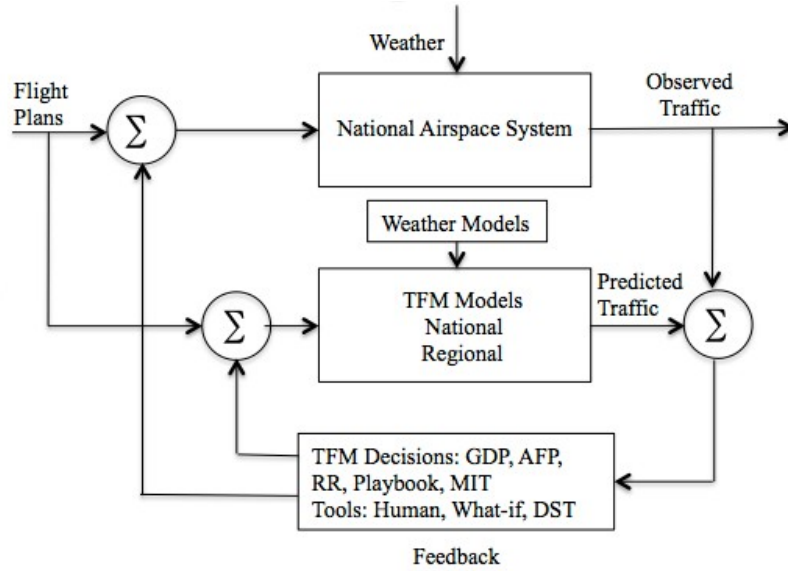 Weather
Flight
Plans
Σ
National Airspace System
Observed
Traffic
Weather Models
Σ
TFM Models
National
Regional
Predicted
Traffic
Σ
TFM Decisions: GDP, AFP,
RR, Playbook, MIT
Tools: Human, What-if, DST
Feedback